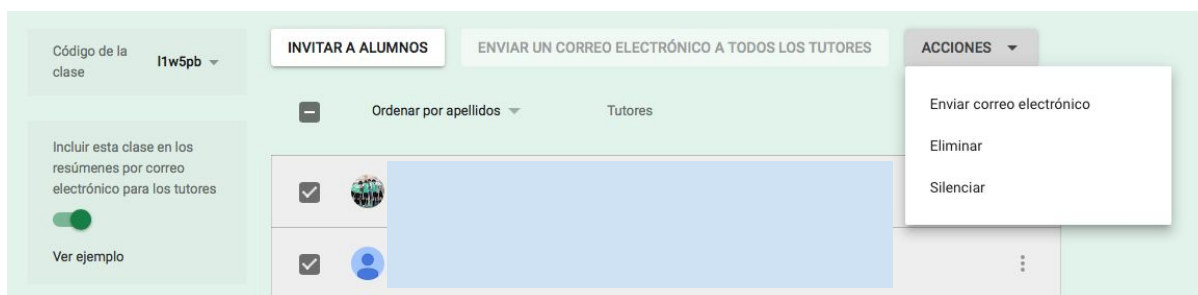 Código de la
clase
l1w5pb
INVITAR A ALUMNOS
ENVIAR UN CORREO ELECTRÓNICO A TODOS LOS TUTORES
ACCIONES
Ordenar por apellidos
Tutores
Enviar correo electrónico
Eliminar
Silenciar
Incluir esta clase en los
resúmenes por correo
electrónico para los tutores
Ver ejemplo